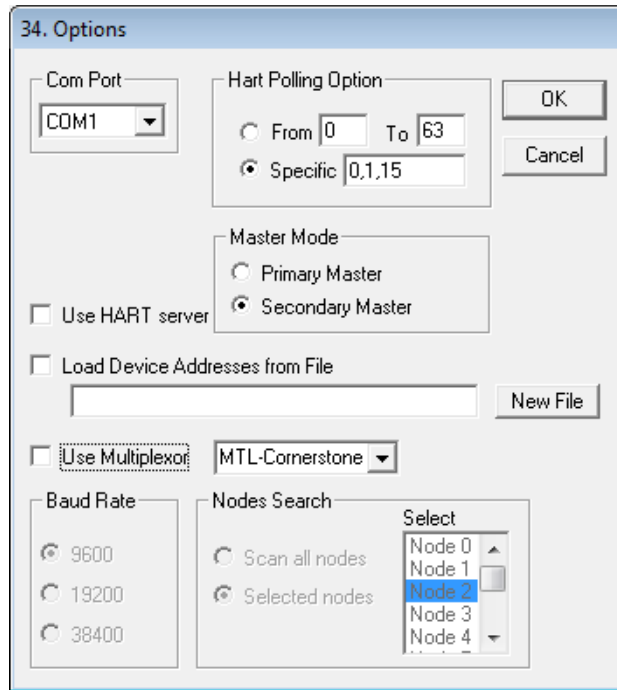 34. Options
Com Port
COM1
Hart Polling Option
From 0 To 63
Specific 0,1,15
OK
Cancel
Master Mode
Primary Master
Secondary Master
Use HART server
Load Device Addresses from File
New File
Use Multiplexor MTL-Cornerstone
Baud Rate
9600
19200
38400
Nodes Search
Scan all nodes
Selected nodes
Select
Node 0
Node 1
Node 2
Node 3
Node 4